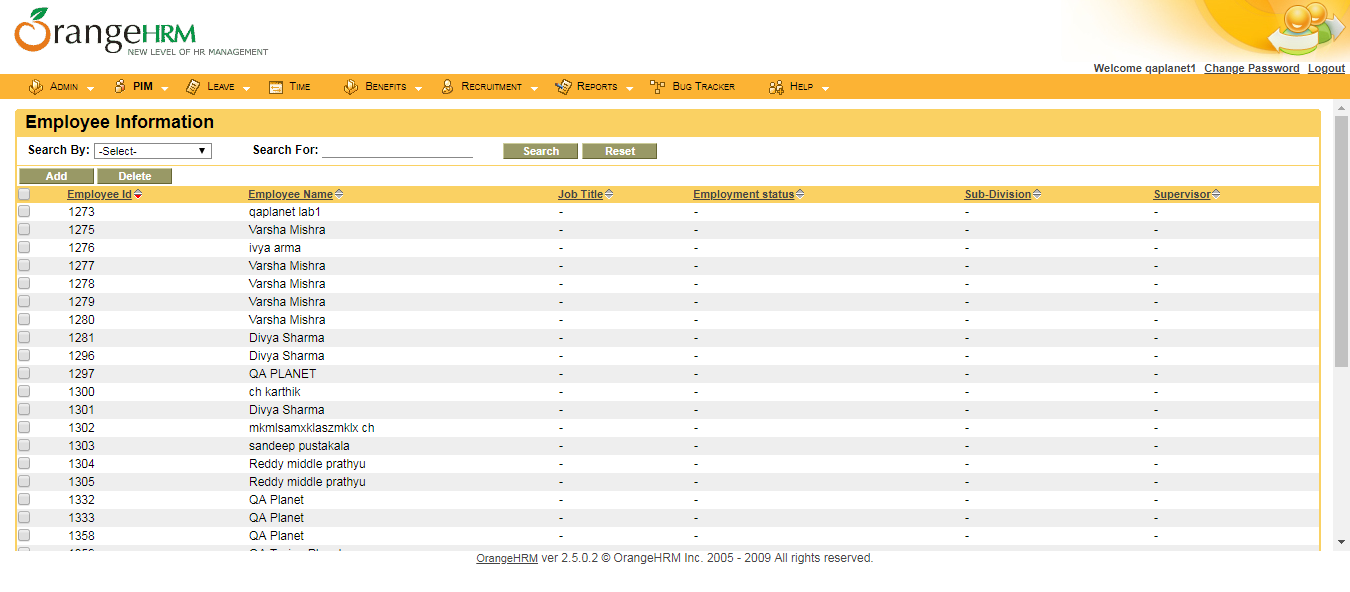 OrangeHRM
NEW LEVEL OF HR MANAGEMENT
Welcome qaplanet1 Change Password Logout
ADMIN PIM LEAVE TIME BENEFITS RECRUITMENT REPORTS BUG TRACKER HELP
Employee Information
Search By: -Select- Search For: Search Reset
Add Delete
Employee Id Employee Name Job Title Employment status Sub-Division Supervisor
1273 qaplanet lab1 - - - -
1275 Varsha Mishra - - - -
1276 ivya arma - - - -
1277 Varsha Mishra - - - -
1278 Varsha Mishra - - - -
1279 Varsha Mishra - - - -
1280 Varsha Mishra - - - -
1281 Divya Sharma - - - -
1296 Divya Sharma - - - -
1297 QA PLANET - - - -
1300 ch karthik - - - -
1301 Divya Sharma - - - -
1302 mkmlsamxklaszmklx ch - - - -
1303 sandeep pustakala - - - -
1304 Reddy middle prathyu - - - -
1305 Reddy middle prathyu - - - -
1332 QA Planet - - - -
1333 QA Planet - - - -
1358 QA Planet - - - -
OrangeHRM ver 2.5.0.2 © OrangeHRM Inc. 2005 - 2009 All rights reserved.